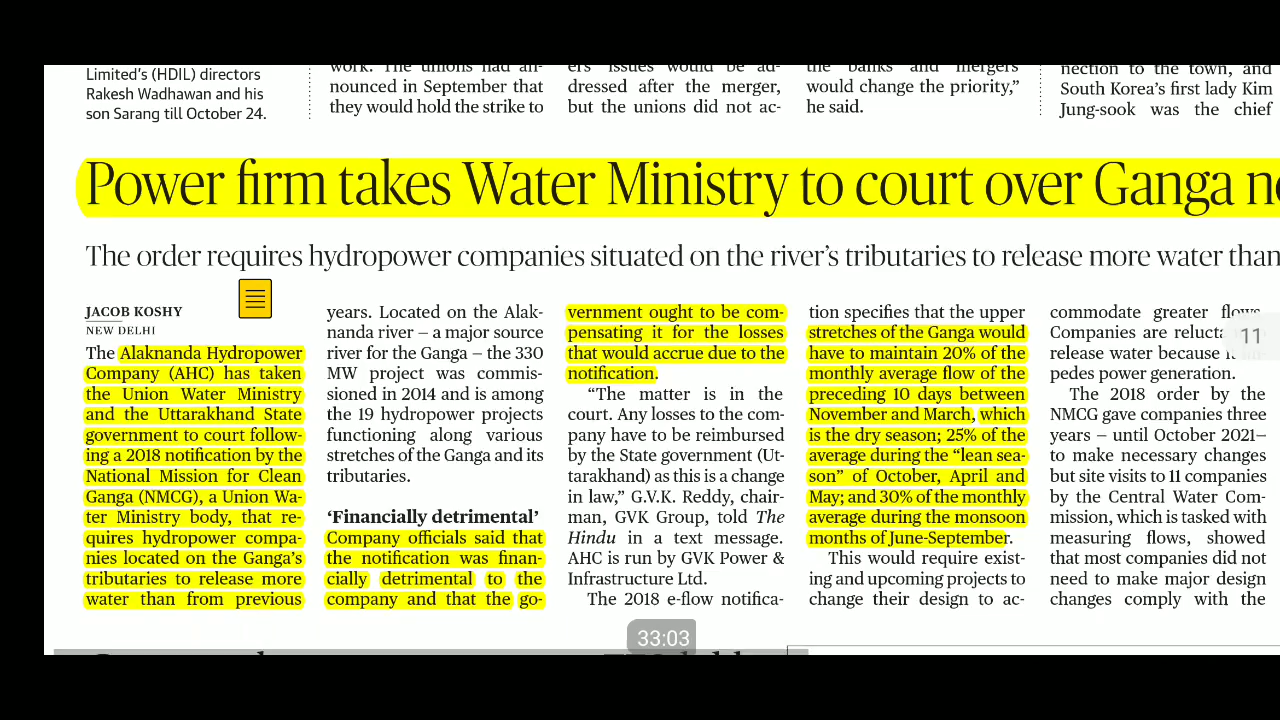 Limited's (HDIL) directors
Rakesh Wadhawan and his
son Sarang till October 24.
work. The unions had an-
nounced in September that
they would hold the strike to
ers' issues would be ad-
dressed after the merger,
but the unions did not ac-
the banks and mergers
would change the priority,"
he said.
nection to the town, and
South Korea's first lady Kim
Jung-sook was the chief
Power firm takes Water Ministry to court over Ganga
The order requires hydropower companies situated on the river's tributaries to release more water than
JACOB KOSHY
NEW DELHI
The Alaknanda Hydropower
Company (AHC) has taken
the Union Water Ministry
and the Uttarakhand State
government to court follow-
ing a 2018 notification by the
National Mission for Clean
Ganga (NMCG), a Union Wa-
ter Ministry body, that re-
quires hydropower compa-
nies located on the Ganga's
tributaries to release more
water than from previous
years. Located on the Alak-
nanda river – a major source
river for the Ganga – the 330
MW project was commis-
sioned in 2014 and is among
the 19 hydropower projects
functioning along various
stretches of the Ganga and its
tributaries.
'Financially detrimental'
Company officials said that
the notification was finan-
cially detrimental to the
company and that the go-
vernment ought to be com-
pensating it for the losses
that would accrue due to the
notification.
"The matter is in the
court. Any losses to the com-
pany have to be reimbursed
by the State government (Ut-
tarakhand) as this is a change
in law," G.V.K. Reddy, chair-
man, GVK Group, told The
Hindu in a text message.
AHC is run by GVK Power &
Infrastructure Ltd.
The 2018 e-flow notifica-
tion specifies that the upper
stretches of the Ganga would
have to maintain 20% of the
monthly average flow of the
preceding 10 days between
November and March, which
is the dry season; 25% of the
average during the "lean sea-
son" of October, April and
May; and 30% of the monthly
average during the monsoon
months of June-September.
This would require exist-
ing and upcoming projects to
change their design to ac-
commodate greater flows.
Companies are
release water because
pedes power generation.
The 2018 order by the
NMCG gave companies three
years – until October 2021–
to make necessary changes
but site visits to 11 companies
by the Central Water Com-
mission, which is tasked with
measuring flows, showed
that most companies did not
need to make major design
changes comply with the
11
33:03